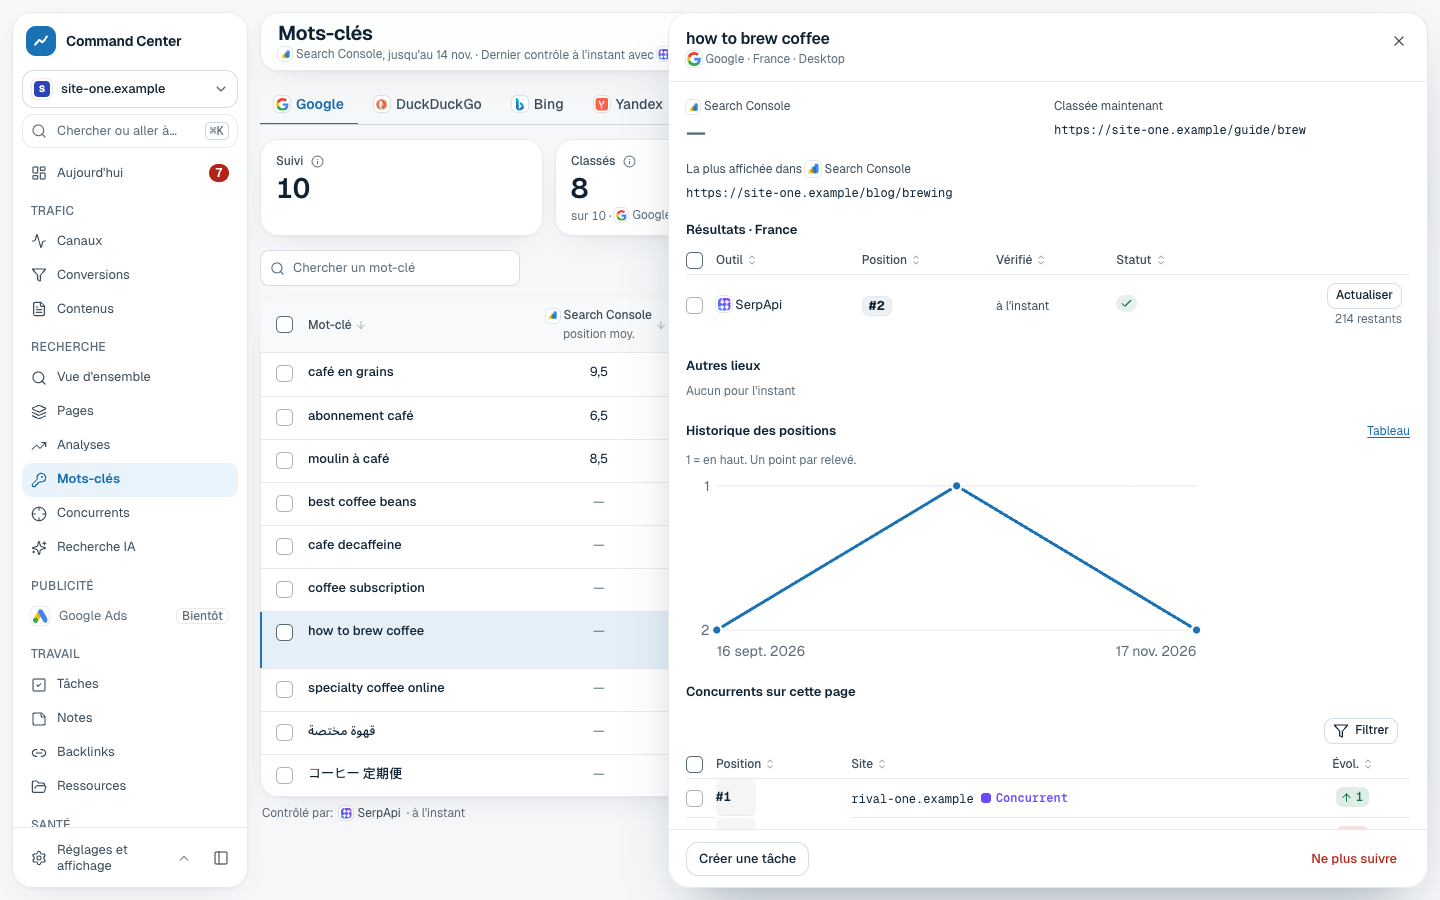 Command Center
S site-one.example
Chercher ou aller à... ⌘K
Aujourd'hui 7
TRAFIC
Canaux
Conversions
Contenus
RECHERCHE
Vue d'ensemble
Pages
Analyses
Mots-clés
Concurrents
Recherche IA
PUBLICITÉ
Google Ads Bientôt
TRAVAIL
Tâches
Notes
Backlinks
Ressources
SANTÉ
Réglages et
affichage
Mots-clés
Search Console, jusqu'au 14 nov. · Dernier contrôle à l'instant avec
Google DuckDuckGo Bing Yandex
Suivi
10
Classés
8
sur 10 · Google
Chercher un mot-clé
Mot-clé Search Console
position moy.
café en grains 9,5
abonnement café 6,5
moulin à café 8,5
best coffee beans —
cafe decaffeine —
coffee subscription —
how to brew coffee —
specialty coffee online —
قهوة مختصة —
コーヒー 定期便 —
Contrôlé par: SerpApi · à l'instant
how to brew coffee
Google · France · Desktop
Search Console
—
Classée maintenant
https://site-one.example/guide/brew
La plus affichée dans Search Console
https://site-one.example/blog/brewing
Résultats · France
Outil Position Vérifié Statut
SerpApi #2 à l'instant Actualiser
214 restants
Autres lieux
Aucun pour l'instant
Historique des positions Tableau
1 = en haut. Un point par relevé.
1
2
16 sept. 2026 17 nov. 2026
Concurrents sur cette page
Filtrer
Position Site Évol.
#1 rival-one.example Concurrent ↑ 1
Créer une tâche Ne plus suivre